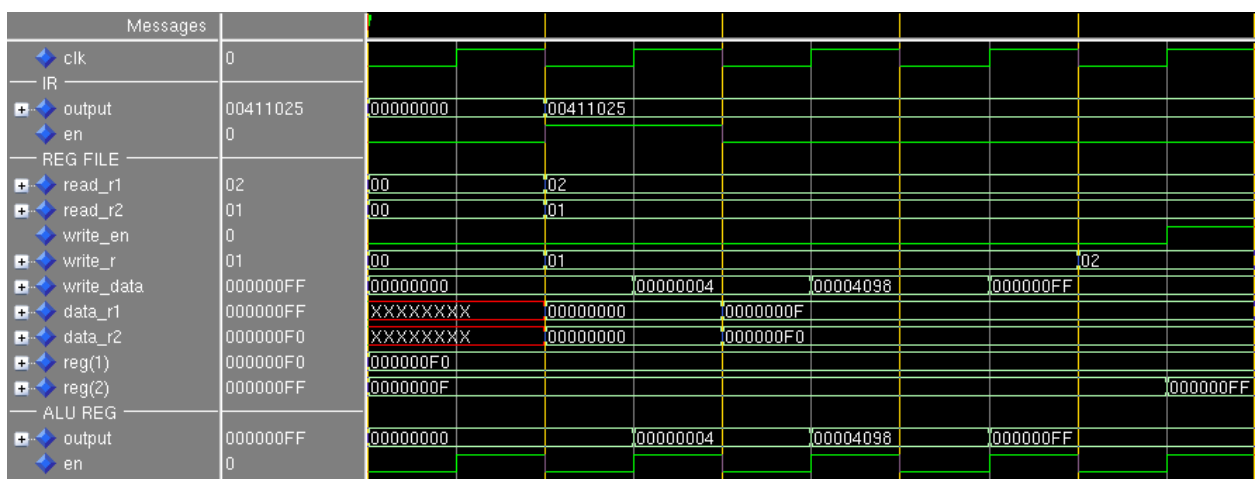 Messages
clk 0
IR
output 00411025 00000000 00411025
en 0
REG FILE
read_r1 02 00 02
read_r2 01 00 01
write_en 0
write_r 01 00 01 02
write_data 000000FF 00000000 00000004 00004098 000000FF
data_r1 000000FF XXXXXXXX 00000000 0000000F
data_r2 000000F0 XXXXXXXX 00000000 000000F0
reg(1) 000000F0 000000F0
reg(2) 000000FF 0000000F 000000FF
ALU REG
output 000000FF 00000000 00000004 00004098 000000FF
en 0